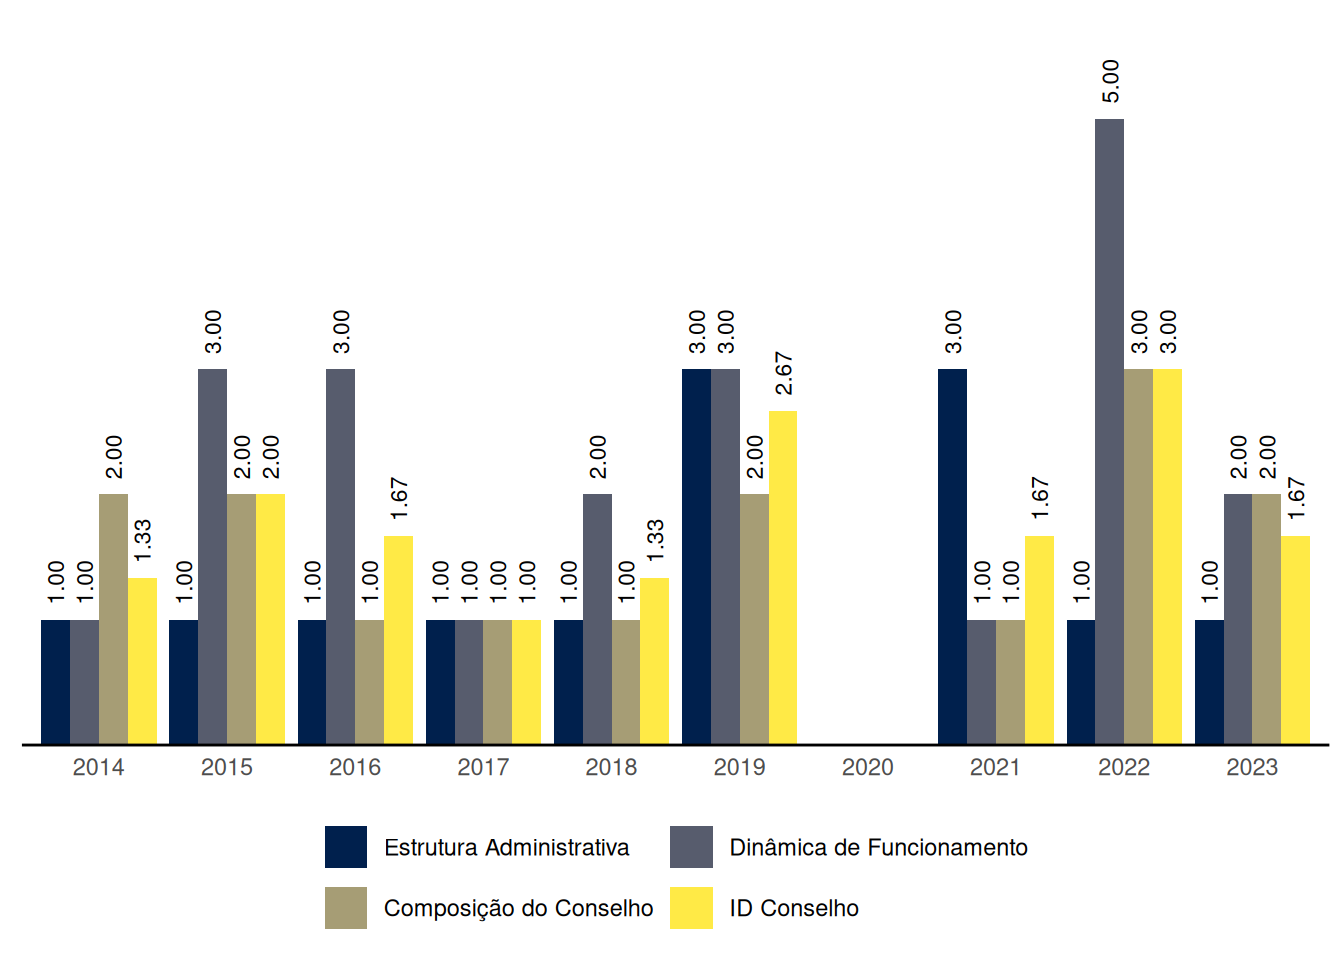 5.00
3.00 3.00 3.00 3.00 3.00 3.00 3.00
2.67
2.00 2.00 2.00 2.00 2.00 2.00 2.00
1.67 1.67 1.67
1.33 1.33
1.00 1.00 1.00 1.00 1.00 1.00 1.00 1.00 1.00 1.00 1.00 1.00 1.00 1.00 1.00
2014 2015 2016 2017 2018 2019 2020 2021 2022 2023
Estrutura Administrativa Dinâmica de Funcionamento
Composição do Conselho ID Conselho